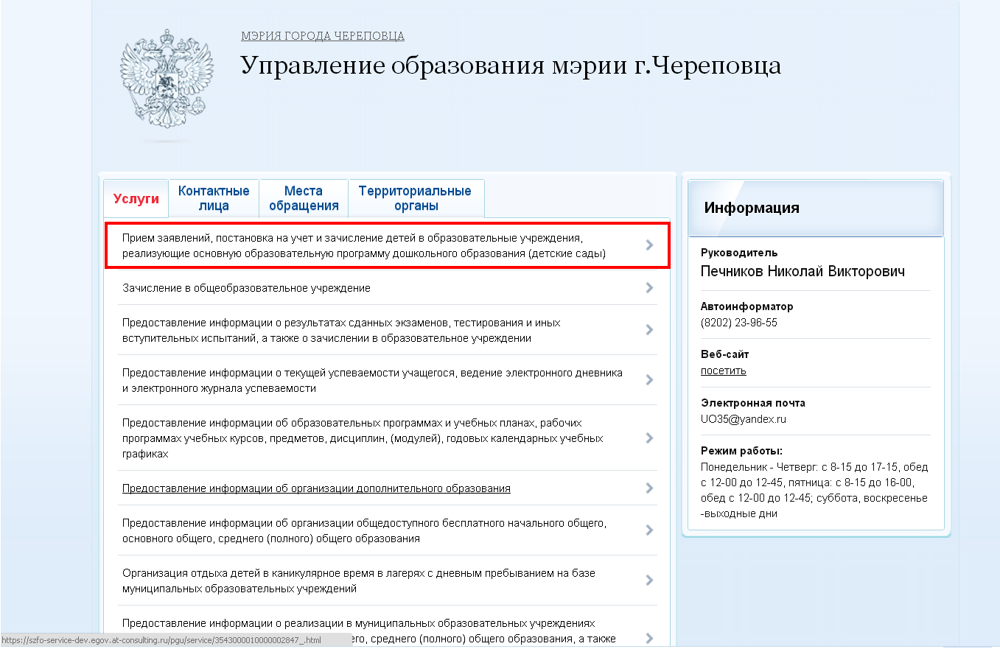 МЭРИЯ ГОРОДА ЧЕРЕПОВЦА
Управление образования мэрии г.Череповца
Услуги
Контактные
лица
Места
обращения
Территориальные
органы
Прием заявлений, постановка на учет и зачисление детей в образовательные учреждения,
реализующие основную образовательную программу дошкольного образования (детские сады)
Зачисление в общеобразовательное учреждение
Предоставление информации о результатах сданных экзаменов, тестирования и иных
вступительных испытаний, а также о зачислении в образовательное учреждении
Предоставление информации о текущей успеваемости учащегося, ведение электронного дневника
и электронного журнала успеваемости
Предоставление информации об образовательных программах и учебных планах, рабочих
программах учебных курсов, предметов, дисциплин, (модулей), годовых календарных учебных
графиках
Предоставление информации об организации дополнительного образования
Предоставление информации об организации общедоступного бесплатного начального общего,
основного общего, среднего (полного) общего образования
Организация отдыха детей в каникулярное время в лагерях с дневным пребыванием на базе
муниципальных образовательных учреждений
Предоставление информации о реализации в муниципальных образовательных учреждениях
среднего (полного) общего образования, а также
https://szfo-service-dev.egov.at-consulting.ru/pgu/service/3543000010000002847_.html
Информация
Руководитель
Печников Николай Викторович
Автоинформатор
(8202) 23-96-55
Веб-сайт
посетить
Электронная почта
UO35@yandex.ru
Режим работы:
Понедельник - Четверг: с 8-15 до 17-15, обед
с 12-00 до 12-45, пятница: с 8-15 до 16-00,
обед с 12-00 до 12-45; суббота, воскресенье
-выходные дни